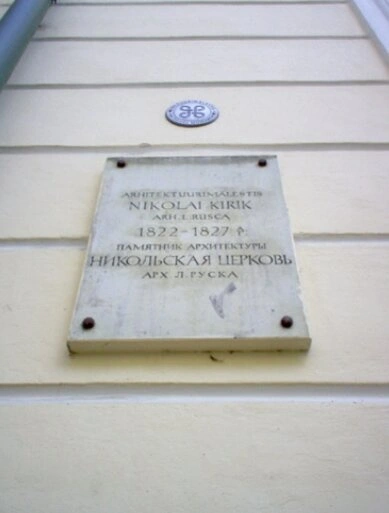 ARHITEKTUURIMÄLESTIS
NIKOLAI KIRIK
ARH. L. RUSCA
1822-1827 A.
ПАМЯТНИК АРХИТЕКТУРЫ
НИКОЛЬСКАЯ ЦЕРКОВЬ
АРХ. Л. РУСКА